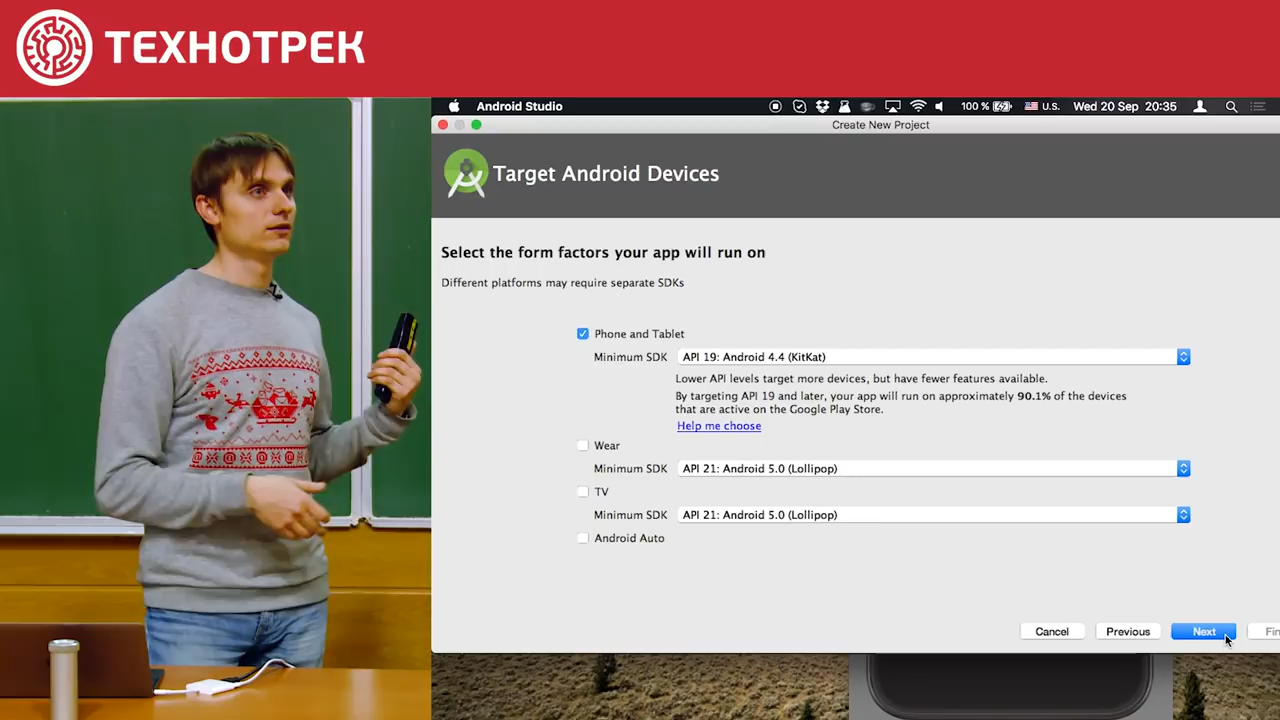 ТЕХНОТРЕК
Android Studio
100 %
U.S.
Wed 20 Sep 20:35
Create New Project
Target Android Devices
Select the form factors your app will run on
Different platforms may require separate SDKs
Phone and Tablet
Minimum SDK
API 19: Android 4.4 (KitKat)
Lower API levels target more devices, but have fewer features available.
By targeting API 19 and later, your app will run on approximately 90.1% of the devices
that are active on the Google Play Store.
Help me choose
Wear
Minimum SDK
API 21: Android 5.0 (Lollipop)
TV
Minimum SDK
API 21: Android 5.0 (Lollipop)
Android Auto
Cancel
Previous
Next